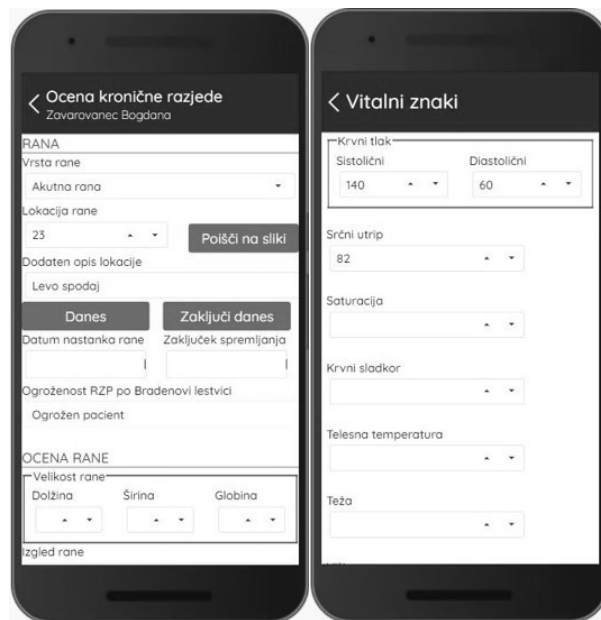 Ocena kronične razjede
Zavarovanec Bogdana
RANA
Vrsta rane
Akutna rana
Lokacija rane
23
Poišči na sliki
Dodaten opis lokacije
Levo spodaj
Danes
Zaključi danes
Datum nastanka rane
Zaključek spremljanja
Ogroženost RZP po Bradenovi lestvici
Ogrožen pacient
OCENA RANE
Velikost rane
Dolžina
Širina
Globina
Izgled rane
Vitalni znaki
Krvni tlak
Sistolični
Diastolični
140
60
Srčni utrip
82
Saturacija
Krvni sladkor
Telesna temperatura
Teža